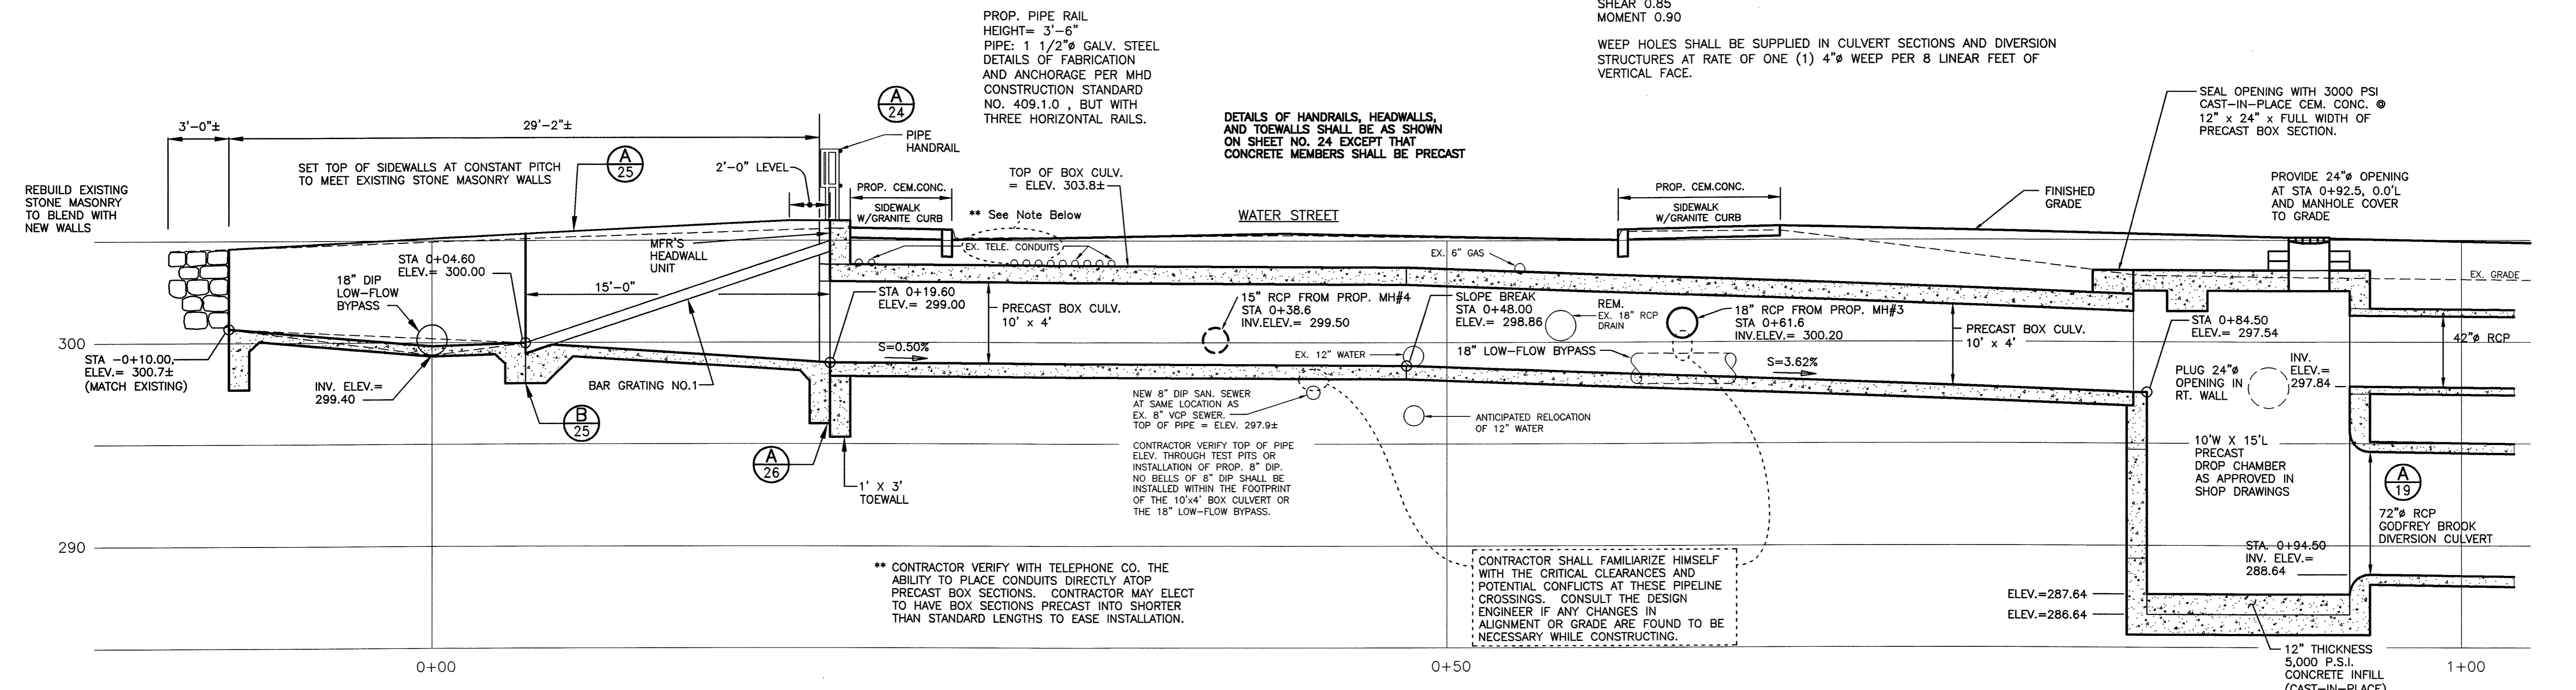 SHEAR 0.85
MOMENT 0.90
WEEP HOLES SHALL BE SUPPLIED IN CULVERT SECTIONS AND DIVERSION
STRUCTURES AT RATE OF ONE (1) 4"ø WEEP PER 8 LINEAR FEET OF
VERTICAL FACE.
PROP. PIPE RAIL
HEIGHT= 3'-6"
PIPE: 1 1/2"ø GALV. STEEL
DETAILS OF FABRICATION
AND ANCHORAGE PER MHD
CONSTRUCTION STANDARD
NO. 409.1.0 , BUT WITH
THREE HORIZONTAL RAILS.
A
24
PIPE
HANDRAIL
DETAILS OF HANDRAILS, HEADWALLS,
AND TOEWALLS SHALL BE AS SHOWN
ON SHEET NO. 24 EXCEPT THAT
CONCRETE MEMBERS SHALL BE PRECAST
SEAL OPENING WITH 3000 PSI
CAST-IN-PLACE CEM. CONC. @
12" x 24" x FULL WIDTH OF
PRECAST BOX SECTION.
3'-0"±
29'-2"±
SET TOP OF SIDEWALLS AT CONSTANT PITCH
TO MEET EXISTING STONE MASONRY WALLS
A
25
2'-0" LEVEL
REBUILD EXISTING
STONE MASONRY
TO BLEND WITH
NEW WALLS
PROP. CEM.CONC.
SIDEWALK
W/GRANITE CURB
TOP OF BOX CULV.
= ELEV. 303.8±
** See Note Below
WATER STREET
PROP. CEM.CONC.
SIDEWALK
W/GRANITE CURB
FINISHED
GRADE
PROVIDE 24"ø OPENING
AT STA 0+92.5, 0.0'L
AND MANHOLE COVER
TO GRADE
MFR'S
HEADWALL
UNIT
EX. TELE. CONDUITS
EX. 6" GAS
EX. GRADE
STA 0+04.60
ELEV.= 300.00
18" DIP
LOW-FLOW
BYPASS
15'-0"
STA 0+19.60
ELEV.= 299.00
PRECAST BOX CULV.
10' x 4'
15" RCP FROM PROP. MH#4
STA 0+38.6
INV.ELEV.= 299.50
SLOPE BREAK
STA 0+48.00
ELEV.= 298.86
REM.
EX. 18" RCP
DRAIN
18" RCP FROM PROP. MH#3
STA 0+61.6
INV.ELEV.= 300.20
PRECAST BOX CULV.
10' x 4'
STA 0+84.50
ELEV.= 297.54
42"ø RCP
300
S=0.50%
EX. 12" WATER
18" LOW-FLOW BYPASS
S=3.62%
STA -0+10.00,
ELEV.= 300.7±
(MATCH EXISTING)
INV. ELEV.=
299.40
BAR GRATING NO.1
PLUG 24"ø
OPENING IN
RT. WALL
INV.
ELEV.=
297.84
B
25
NEW 8" DIP SAN. SEWER
AT SAME LOCATION AS
EX. 8" VCP SEWER.
TOP OF PIPE = ELEV. 297.9±
ANTICIPATED RELOCATION
OF 12" WATER
CONTRACTOR VERIFY TOP OF PIPE
ELEV. THROUGH TEST PITS OR
INSTALLATION OF PROP. 8" DIP.
NO BELLS OF 8" DIP SHALL BE
INSTALLED WITHIN THE FOOTPRINT
OF THE 10'x4' BOX CULVERT OR
THE 18" LOW-FLOW BYPASS.
A
26
1' X 3'
TOEWALL
10'W X 15'L
PRECAST
DROP CHAMBER
AS APPROVED IN
SHOP DRAWINGS
A
19
72"ø RCP
GODFREY BROOK
DIVERSION CULVERT
290
STA. 0+94.50
INV. ELEV.=
288.64
** CONTRACTOR VERIFY WITH TELEPHONE CO. THE
ABILITY TO PLACE CONDUITS DIRECTLY ATOP
PRECAST BOX SECTIONS. CONTRACTOR MAY ELECT
TO HAVE BOX SECTIONS PRECAST INTO SHORTER
THAN STANDARD LENGTHS TO EASE INSTALLATION.
CONTRACTOR SHALL FAMILIARIZE HIMSELF
WITH THE CRITICAL CLEARANCES AND
POTENTIAL CONFLICTS AT THESE PIPELINE
CROSSINGS. CONSULT THE DESIGN
ENGINEER IF ANY CHANGES IN
ALIGNMENT OR GRADE ARE FOUND TO BE
NECESSARY WHILE CONSTRUCTING.
ELEV.=287.64
ELEV.=286.64
12" THICKNESS
5,000 P.S.I.
CONCRETE INFILL
(CAST-IN-PLACE)
0+00
0+50
1+00